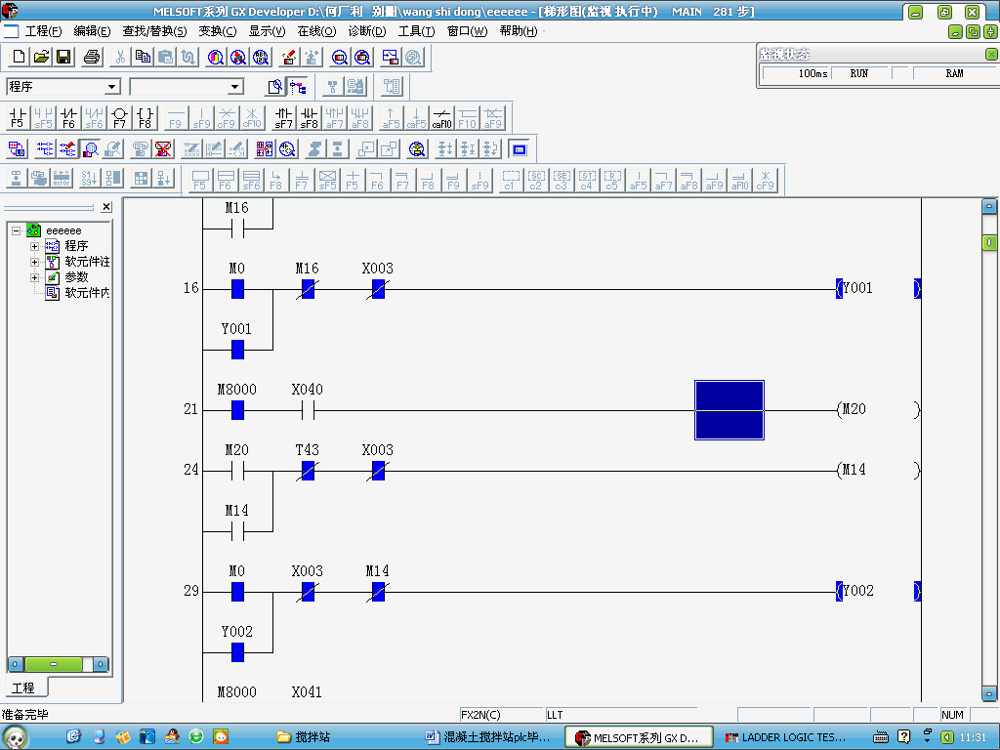 MELSOFT系列 GX Developer D:\何厂利 别删\wang shi dong\eeeeee - [梯形图(监视 执行中) MAIN 281 步]
工程(F) 编辑(E) 查找/替换(S) 变换(C) 显示(V) 在线(O) 诊断(D) 工具(T) 窗口(W) 帮助(H)
监视状态
100ms RUN RAM
程序
F5 sF5 F6 sF6 F7 F8 F9 sF9 cF9 cF10 sF7 sF8 aF7 aF8 aF5 caF5 caF10 F10 aF9
F5 F6 sF6 F8 F7 sF5 F5 F6 F7 F8 F9 sF9 c1 c2 c3 c4 c5 aF5 aF7 aF8 aF9 aF10 cF9
eeeeee
程序
软元件注
参数
软元件内
工程
M16
M0 M16 X003
16 Y001
Y001
M8000 X040
21 M20
M20 T43 X003
24 M14
M14
M0 X003 M14
29 Y002
Y002
M8000 X041
准备完毕 FX2N(C) LLT NUM
搅拌站 混凝土搅拌站plc毕... MELSOFT系列 GX D... LADDER LOGIC TES... 11:31